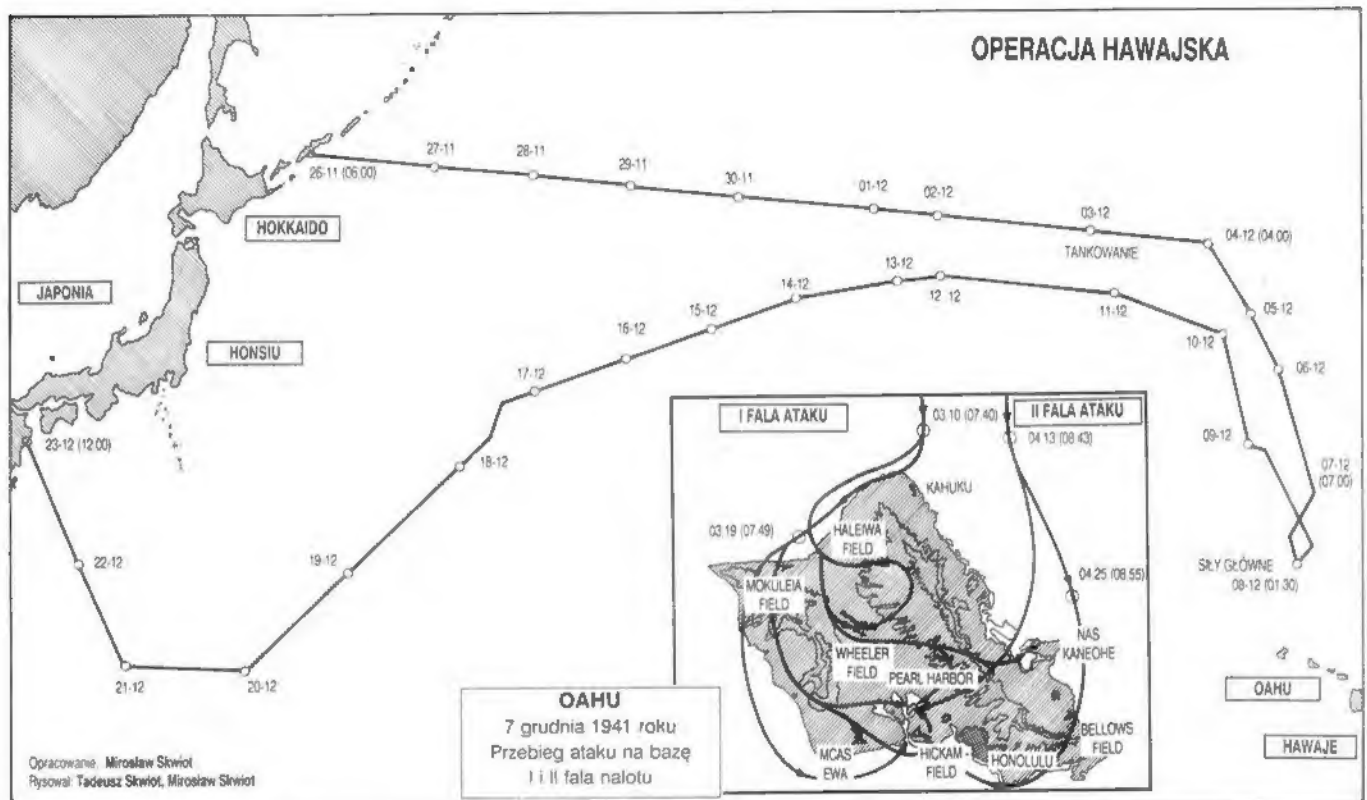 OPERACJA HAWAJSKA
26-11 (06.00)
27-11
28-11
29-11
30-11
01-12
02-12
03-12
TANKOWANIE
04-12 (04.00)
05-12
06-12
07-12
(07.00)
SIŁY GŁÓWNE
08-12 (01.30)
09-12
10-12
11-12
12 12
13-12
14-12
15-12
16-12
17-12
18-12
19-12
20-12
21-12
22-12
23-12 (12.00)
HOKKAIDO
JAPONIA
HONSIU
I FALA ATAKU
03.10 (07.40)
II FALA ATAKU
04.13 (08.43)
KAHUKU
03.19 (07.49)
HALEIWA
FIELD
04.25 (08.55)
MOKULEIA
FIELD
NAS
KANEOHE
WHEELER
FIELD
PEARL HARBOR
BELLOWS
FIELD
MCAS
EWA
HICKAM
FIELD
HONOLULU
OAHU
HAWAJE
OAHU
7 grudnia 1941 roku
Przebieg ataku na bazę
I i II fala nalotu
Opracowanie: Mirosław Skwiot
Rysował: Tadeusz Skwiot, Mirosław Skwiot